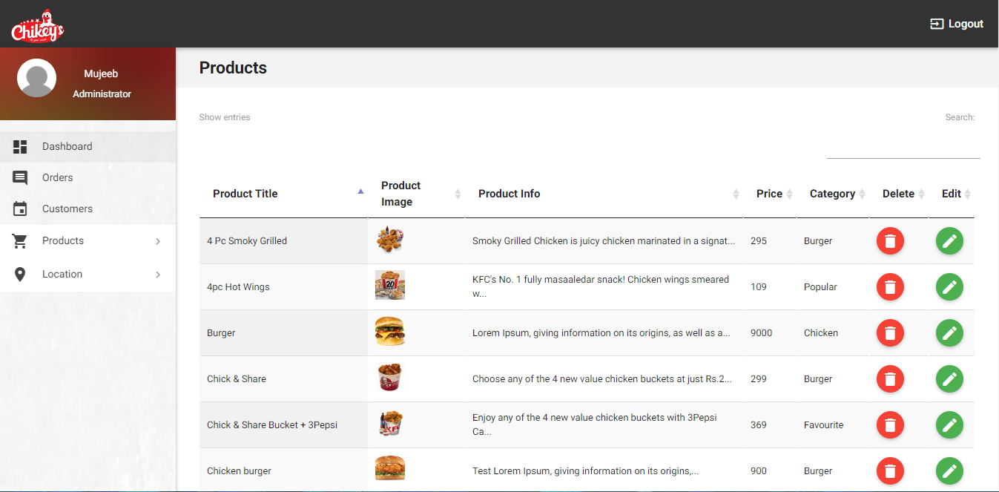 Chikey's
Logout
Mujeeb
Administrator
Dashboard
Orders
Customers
Products
Location
Products
Show entries
Search:
Product Title
Product
Image
Product Info
Price
Category
Delete
Edit
4 Pc Smoky Grilled
Smoky Grilled Chicken is juicy chicken marinated in a signat...
295
Burger
4pc Hot Wings
20
KFC's No. 1 fully masaaledar snack! Chicken wings smeared
w...
109
Popular
Burger
Lorem Ipsum, giving information on its origins, as well as a...
9000
Chicken
Chick & Share
Choose any of the 4 new value chicken buckets at just Rs.2...
299
Burger
Chick & Share Bucket + 3Pepsi
Enjoy any of the 4 new value chicken buckets with 3Pepsi
Ca...
369
Favourite
Chicken burger
Test Lorem Ipsum, giving information on its origins,...
900
Burger